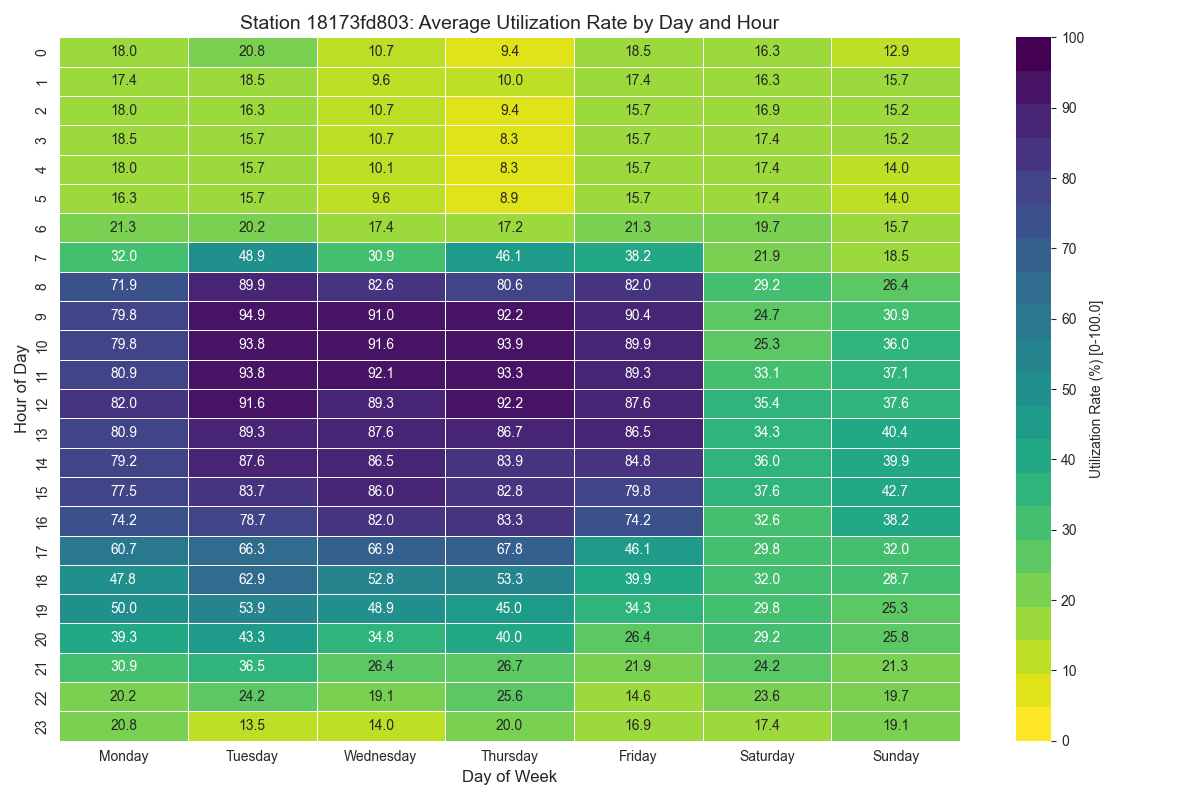 Station 18173fd803: Average Utilization Rate by Day and Hour
Hour of Day
0 18.0 20.8 10.7 9.4 18.5 16.3 12.9
1 17.4 18.5 9.6 10.0 17.4 16.3 15.7
2 18.0 16.3 10.7 9.4 15.7 16.9 15.2
3 18.5 15.7 10.7 8.3 15.7 17.4 15.2
4 18.0 15.7 10.1 8.3 15.7 17.4 14.0
5 16.3 15.7 9.6 8.9 15.7 17.4 14.0
6 21.3 20.2 17.4 17.2 21.3 19.7 15.7
7 32.0 48.9 30.9 46.1 38.2 21.9 18.5
8 71.9 89.9 82.6 80.6 82.0 29.2 26.4
9 79.8 94.9 91.0 92.2 90.4 24.7 30.9
10 79.8 93.8 91.6 93.9 89.9 25.3 36.0
11 80.9 93.8 92.1 93.3 89.3 33.1 37.1
12 82.0 91.6 89.3 92.2 87.6 35.4 37.6
13 80.9 89.3 87.6 86.7 86.5 34.3 40.4
14 79.2 87.6 86.5 83.9 84.8 36.0 39.9
15 77.5 83.7 86.0 82.8 79.8 37.6 42.7
16 74.2 78.7 82.0 83.3 74.2 32.6 38.2
17 60.7 66.3 66.9 67.8 46.1 29.8 32.0
18 47.8 62.9 52.8 53.3 39.9 32.0 28.7
19 50.0 53.9 48.9 45.0 34.3 29.8 25.3
20 39.3 43.3 34.8 40.0 26.4 29.2 25.8
21 30.9 36.5 26.4 26.7 21.9 24.2 21.3
22 20.2 24.2 19.1 25.6 14.6 23.6 19.7
23 20.8 13.5 14.0 20.0 16.9 17.4 19.1
Monday Tuesday Wednesday Thursday Friday Saturday Sunday
Day of Week
100
90
80
70
60
50
40
30
20
10
0
Utilization Rate (%) [0-100.0]